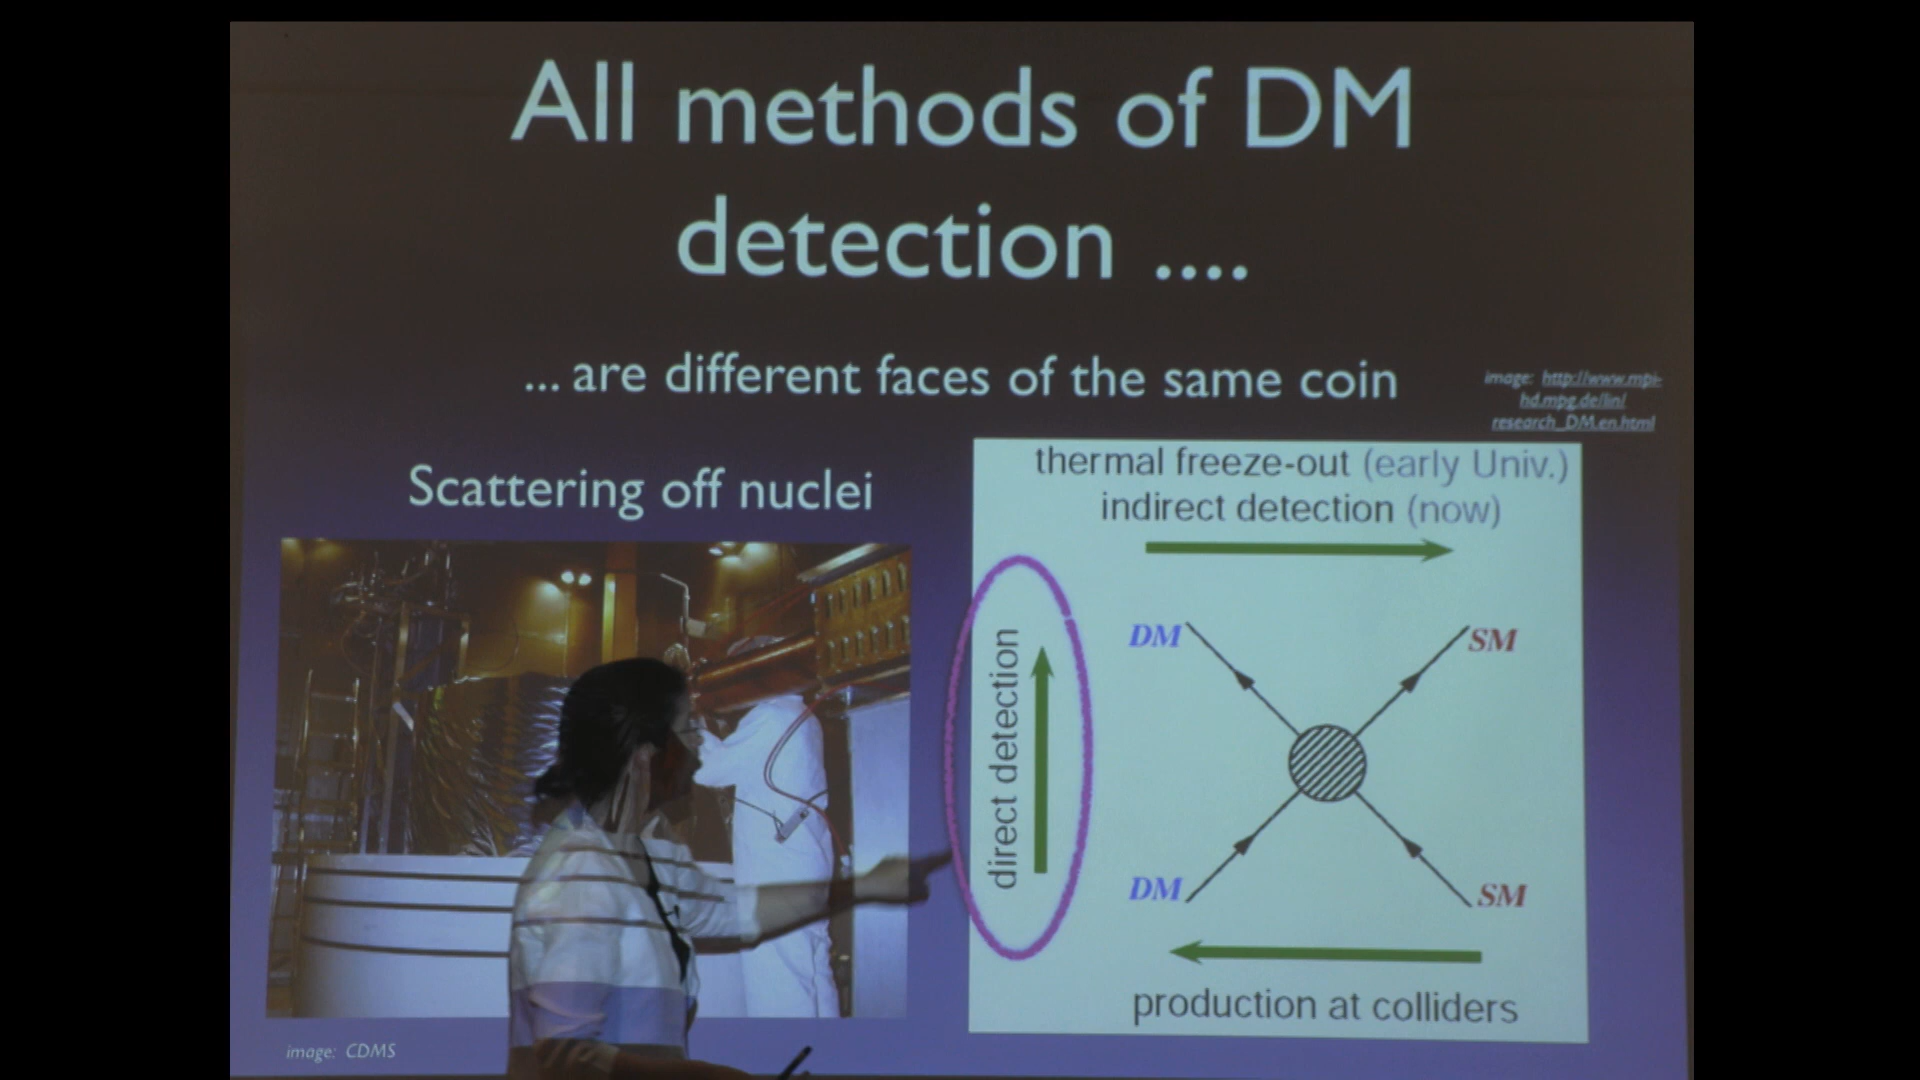 All methods of DM
detection ....
... are different faces of the same coin
image: http://www.mpi-
hd.mpg.de/lin/
research_DM.en.html
Scattering off nuclei
thermal freeze-out (early Univ.)
indirect detection (now)
direct detection
DM
SM
DM
SM
production at colliders
image: CDMS